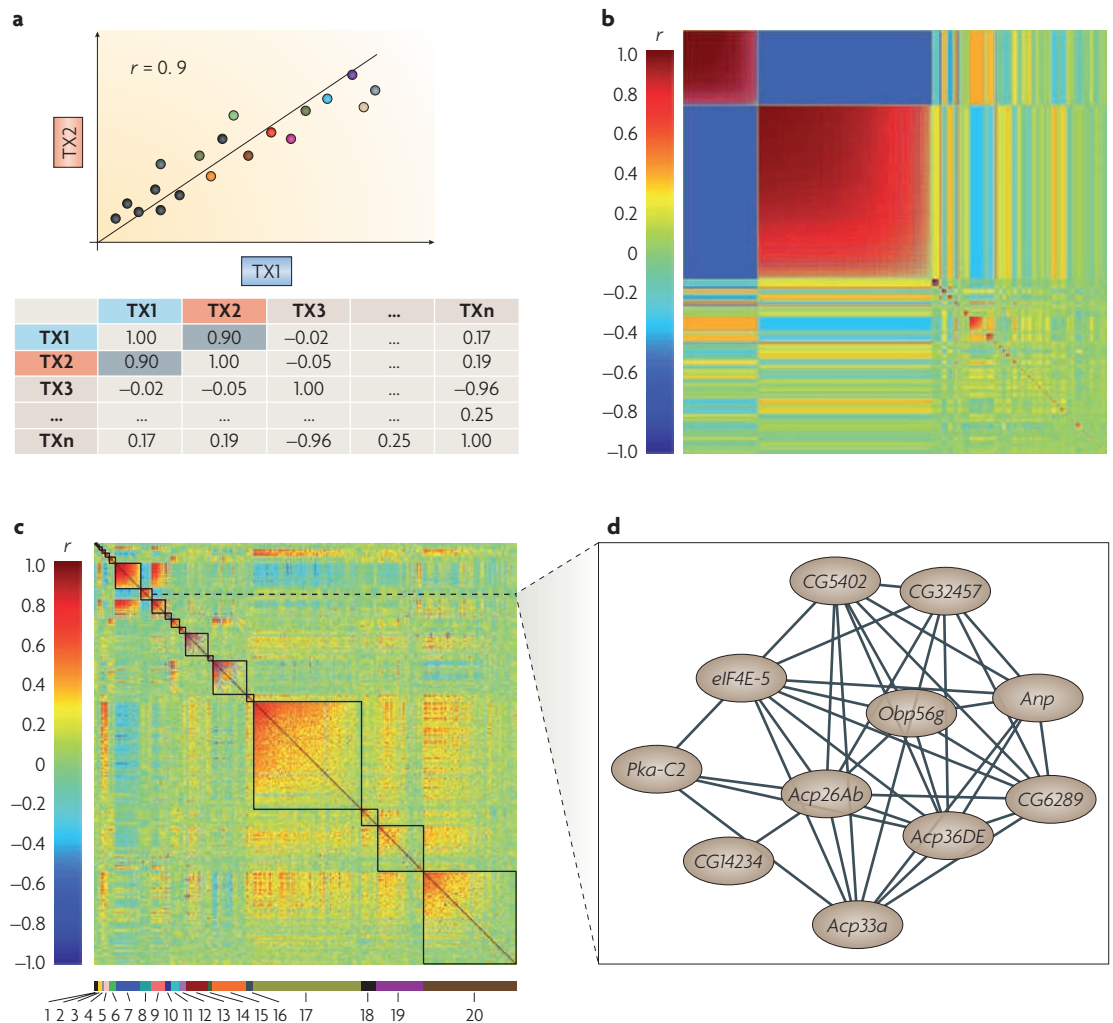 a
r = 0. 9
TX2
TX1
TX1 TX2 TX3 ... TXn
TX1 1.00 0.90 –0.02 ... 0.17
TX2 0.90 1.00 –0.05 ... 0.19
TX3 –0.02 –0.05 1.00 ... –0.96
... ... ... ... 0.25
TXn 0.17 0.19 –0.96 0.25 1.00
b
r
1.0
0.8
0.6
0.4
0.2
0
–0.2
–0.4
–0.6
–0.8
–1.0
c
r
1.0
0.8
0.6
0.4
0.2
0
–0.2
–0.4
–0.6
–0.8
–1.0
1 2 3 4 5 6 7 8 9 10 11 12 13 14 15 16 17 18 19 20
d
CG5402
CG32457
eIF4E-5
Obp56g
Anp
Pka-C2
Acp26Ab
CG6289
Acp36DE
CG14234
Acp33a